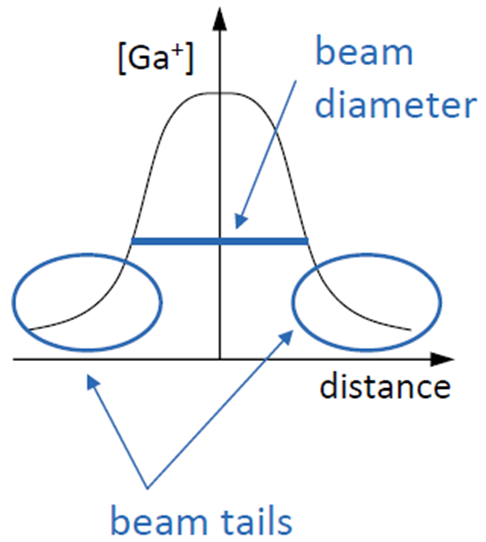 [Ga⁺]
beam
diameter
distance
beam tails